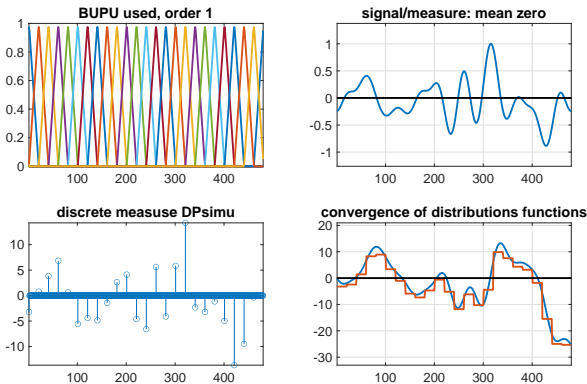 BUPU used, order 1
1
0.8
0.6
0.4
0.2
0
100 200 300 400
signal/measure: mean zero
1
0.5
0
-0.5
-1
100 200 300 400
discrete measuse DPsimu
10
5
0
-5
-10
100 200 300 400
convergence of distributions functions
20
10
0
-10
-20
-30
100 200 300 400